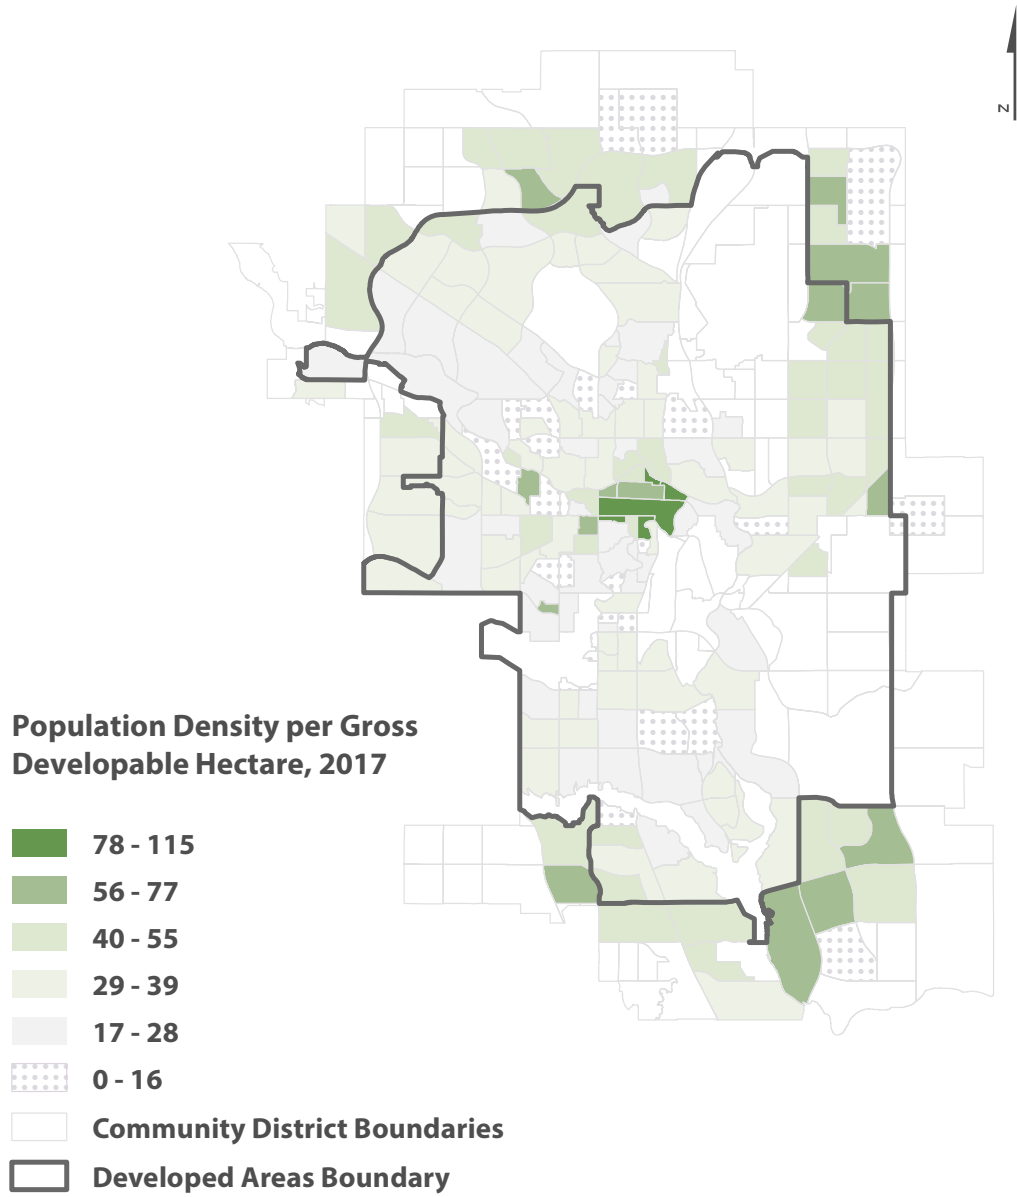 N
Population Density per Gross
Developable Hectare, 2017
78 - 115
56 - 77
40 - 55
29 - 39
17 - 28
0 - 16
Community District Boundaries
Developed Areas Boundary